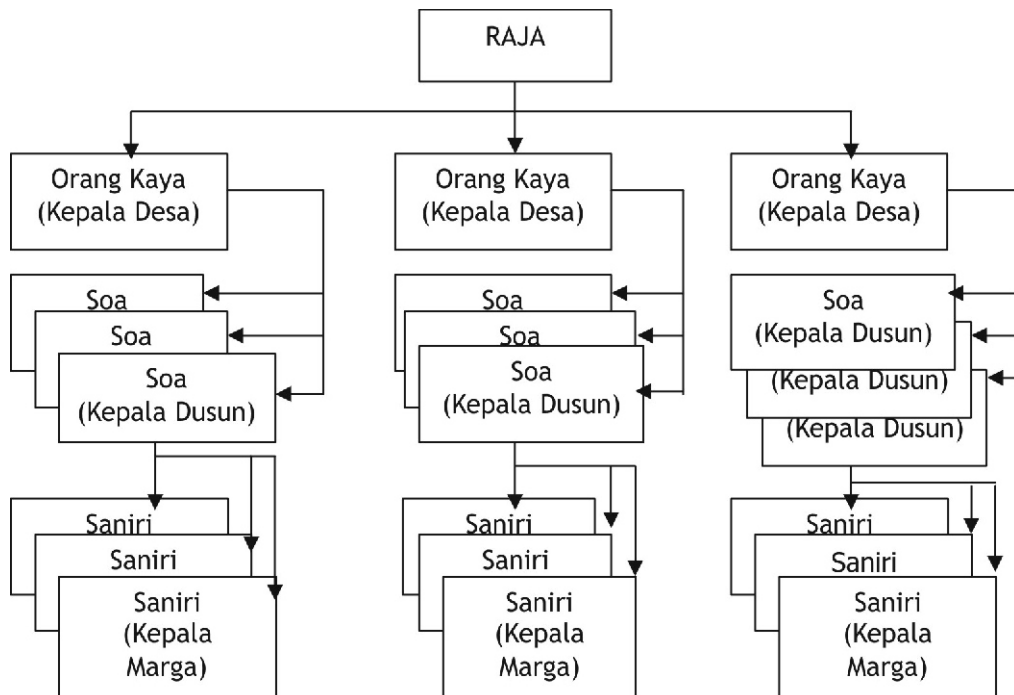 RAJA
Orang Kaya
(Kepala Desa)
Orang Kaya
(Kepala Desa)
Orang Kaya
(Kepala Desa)
Soa
Soa
Soa
(Kepala Dusun)
Soa
Soa
Soa
(Kepala Dusun)
Soa
(Kepala Dusun)
(Kepala Dusun)
(Kepala Dusun)
Saniri
Saniri
Saniri
(Kepala
Marga)
Saniri
Saniri
Saniri
(Kepala
Marga)
Saniri
Saniri
Saniri
(Kepala
Marga)